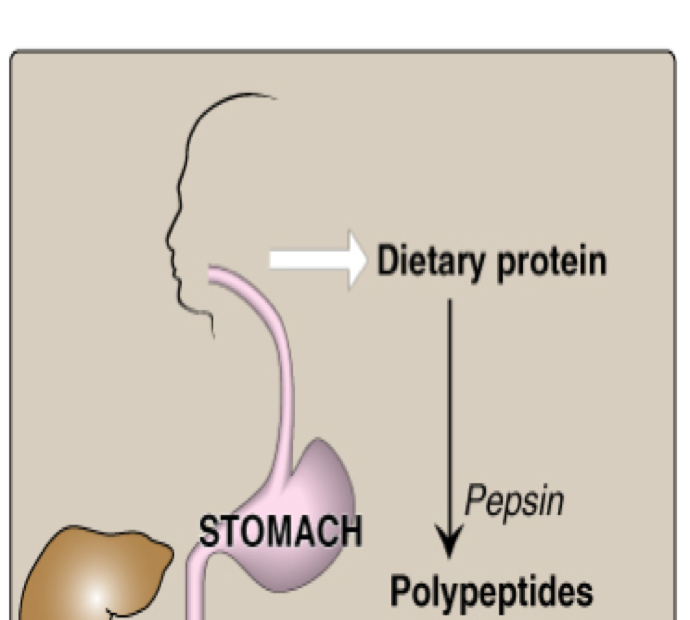 Dietary protein
Pepsin
STOMACH
Polypeptides